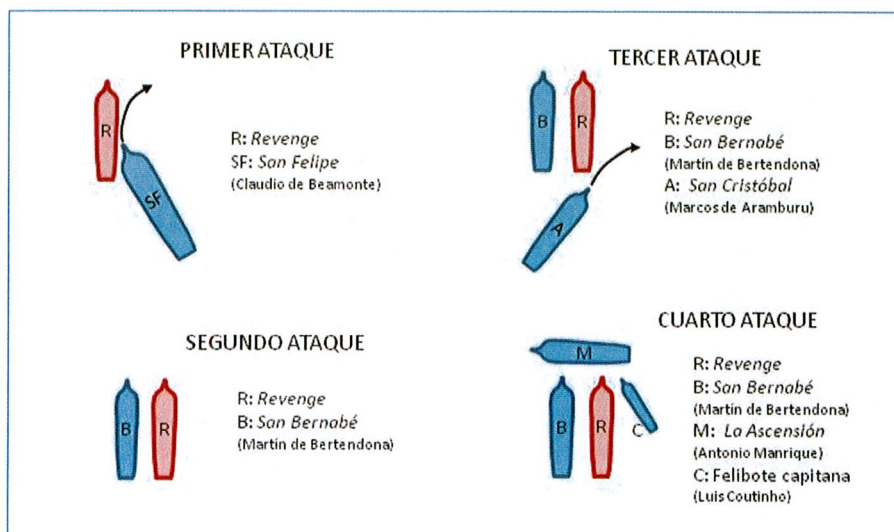 PRIMER ATAQUE
R
SF
R: Revenge
SF: San Felipe
(Claudio de Beamonte)
TERCER ATAQUE
B R
A
R: Revenge
B: San Bernabé
(Martín de Bertendona)
A: San Cristóbal
(Marcos de Aramburu)
SEGUNDO ATAQUE
B R
R: Revenge
B: San Bernabé
(Martín de Bertendona)
CUARTO ATAQUE
M
B R
C
R: Revenge
B: San Bernabé
(Martín de Bertendona)
M: La Ascensión
(Antonio Manrique)
C: Felibote capitana
(Luis Coutinho)